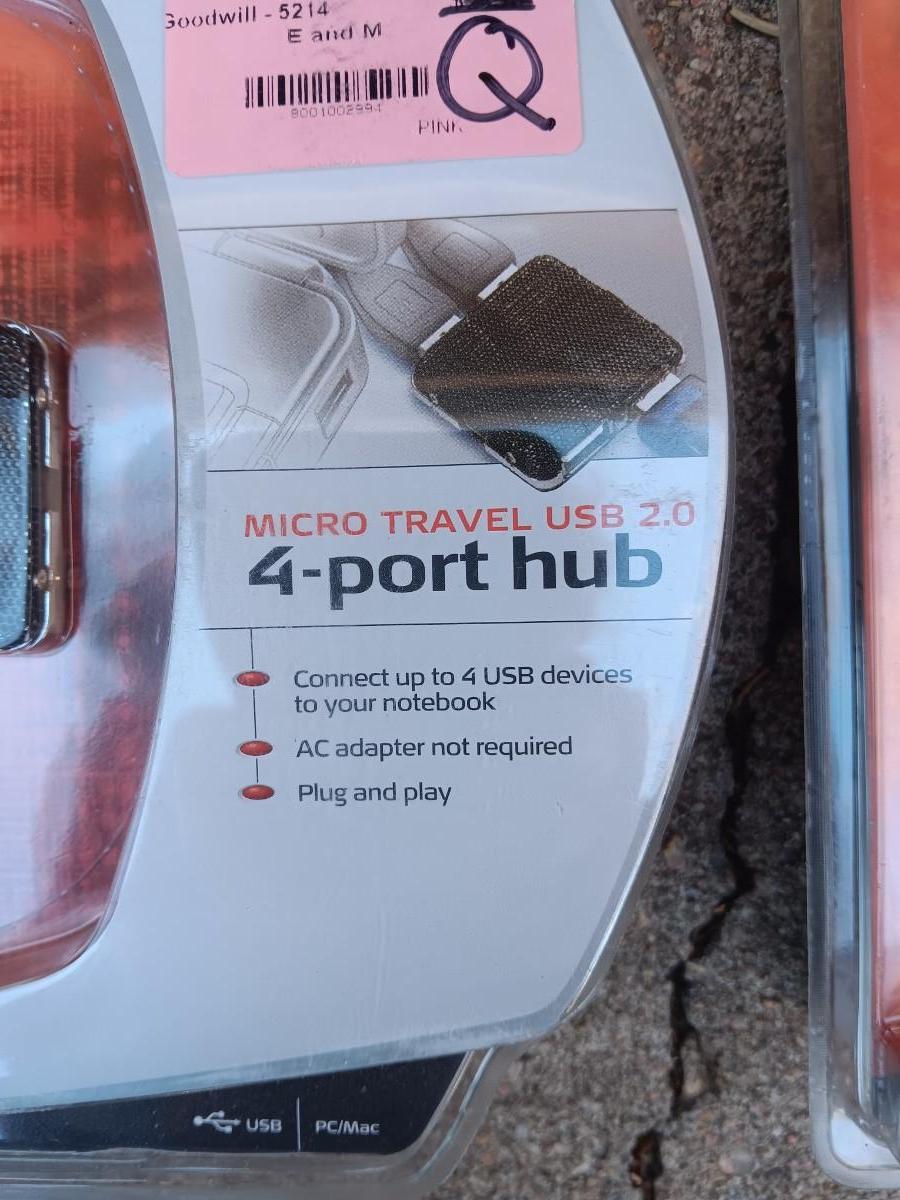 Goodwill - 5214
E and M
Q
PINK
MICRO TRAVEL USB 2.0
4-port hub
Connect up to 4 USB devices
to your notebook
AC adapter not required
Plug and play
USB
PC/Mac